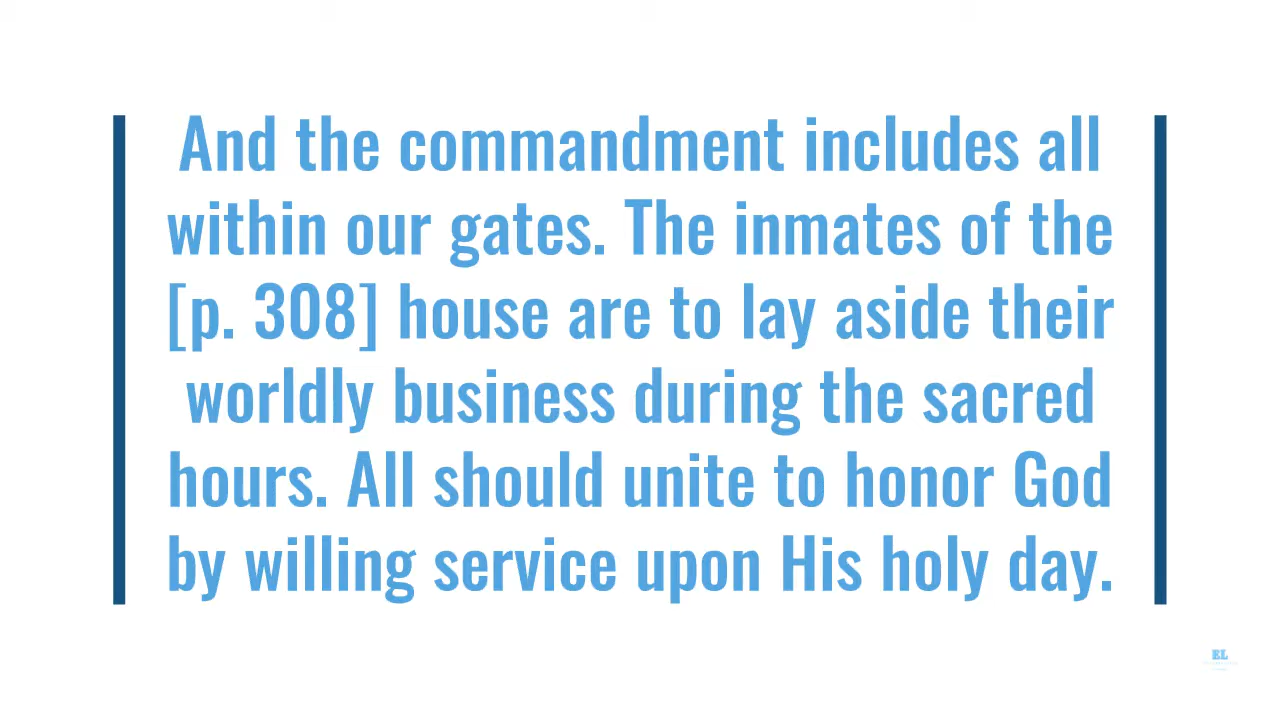 And the commandment includes all
within our gates. The inmates of the
[p. 308] house are to lay aside their
worldly business during the sacred
hours. All should unite to honor God
by willing service upon His holy day.
EL